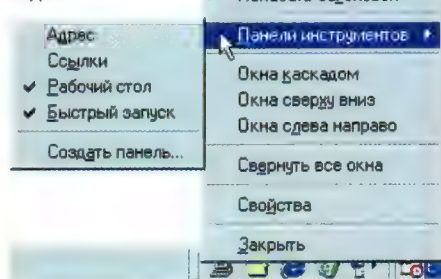 Адрес
Ссылки
Рабочий стол
Быстрый запуск
Создать панель...
Панели инструментов
Окна каскадом
Окна сверху вниз
Окна слева направо
Свернуть все окна
Свойства
Закрыть